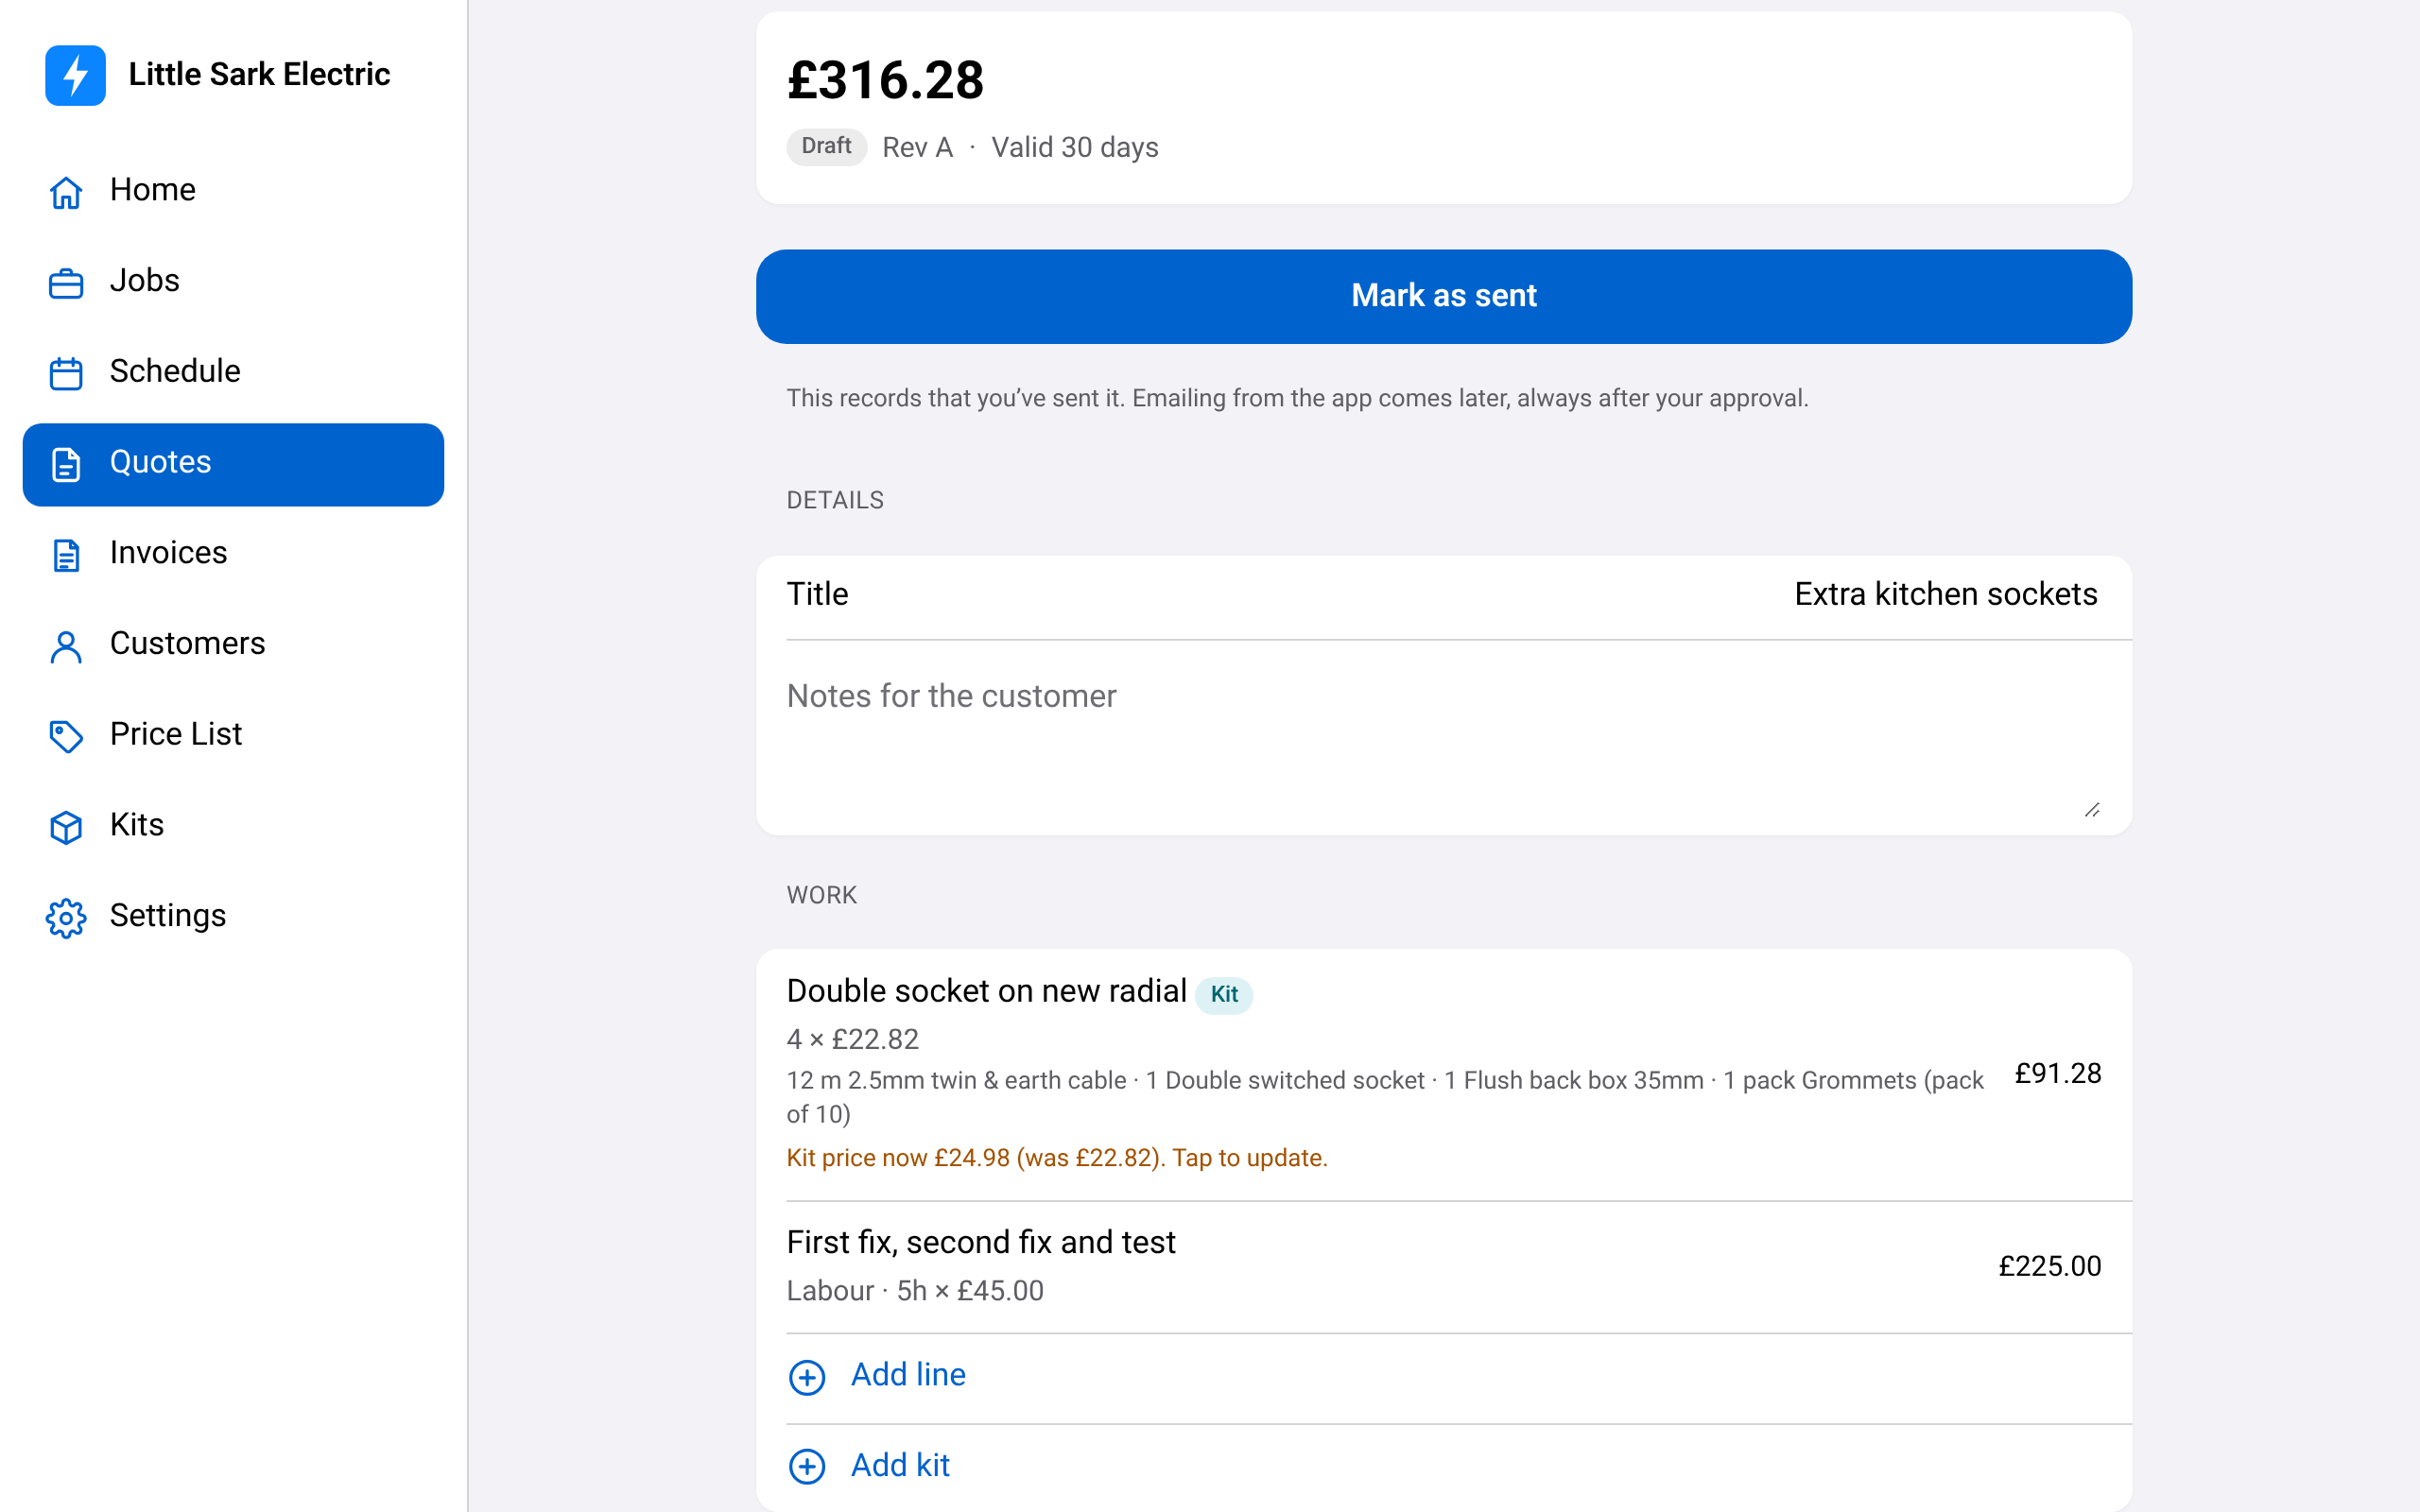 Little Sark Electric
Home
Jobs
Schedule
Quotes
Invoices
Customers
Price List
Kits
Settings
£316.28
Draft Rev A · Valid 30 days
Mark as sent
This records that you’ve sent it. Emailing from the app comes later, always after your approval.
DETAILS
Title Extra kitchen sockets
Notes for the customer
WORK
Double socket on new radial Kit
4 × £22.82
12 m 2.5mm twin & earth cable · 1 Double switched socket · 1 Flush back box 35mm · 1 pack Grommets (pack
of 10)
£91.28
Kit price now £24.98 (was £22.82). Tap to update.
First fix, second fix and test
Labour · 5h × £45.00
£225.00
Add line
Add kit